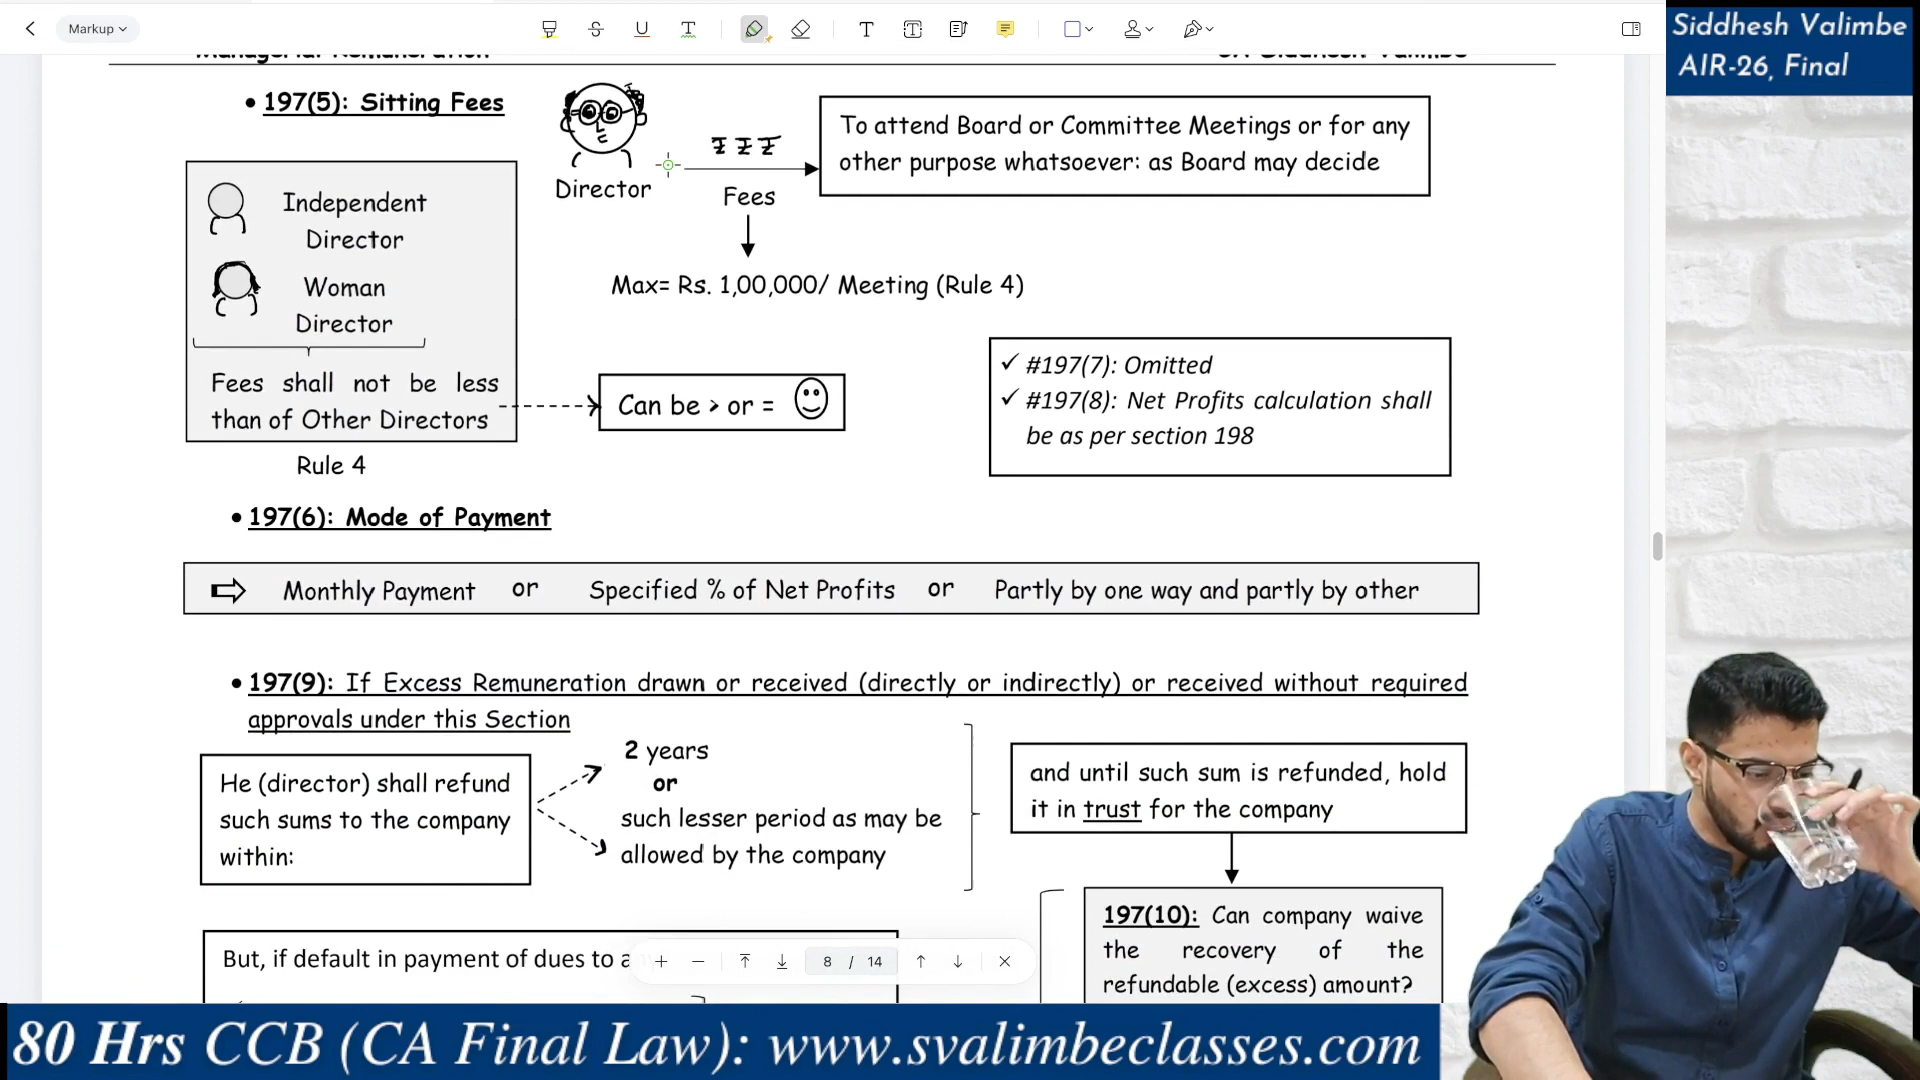 Markup
Siddhesh Valimbe
AIR-26, Final
Managerial Remuneration
CA Siddhesh Valimbe
• 197(5): Sitting Fees
Director
Fees
To attend Board or Committee Meetings or for any
other purpose whatsoever: as Board may decide
Max= Rs. 1,00,000/ Meeting (Rule 4)
Independent
Director
Woman
Director
Fees shall not be less
than of Other Directors
Rule 4
Can be > or =
✓ #197(7): Omitted
✓ #197(8): Net Profits calculation shall
be as per section 198
• 197(6): Mode of Payment
Monthly Payment or Specified % of Net Profits or Partly by one way and partly by other
• 197(9): If Excess Remuneration drawn or received (directly or indirectly) or received without required
approvals under this Section
He (director) shall refund
such sums to the company
within:
2 years
or
such lesser period as may be
allowed by the company
and until such sum is refunded, hold
it in trust for the company
197(10): Can company waive
the recovery of the
refundable (excess) amount?
But, if default in payment of dues to
8 / 14
80 Hrs CCB (CA Final Law): www.svalimbeclasses.com